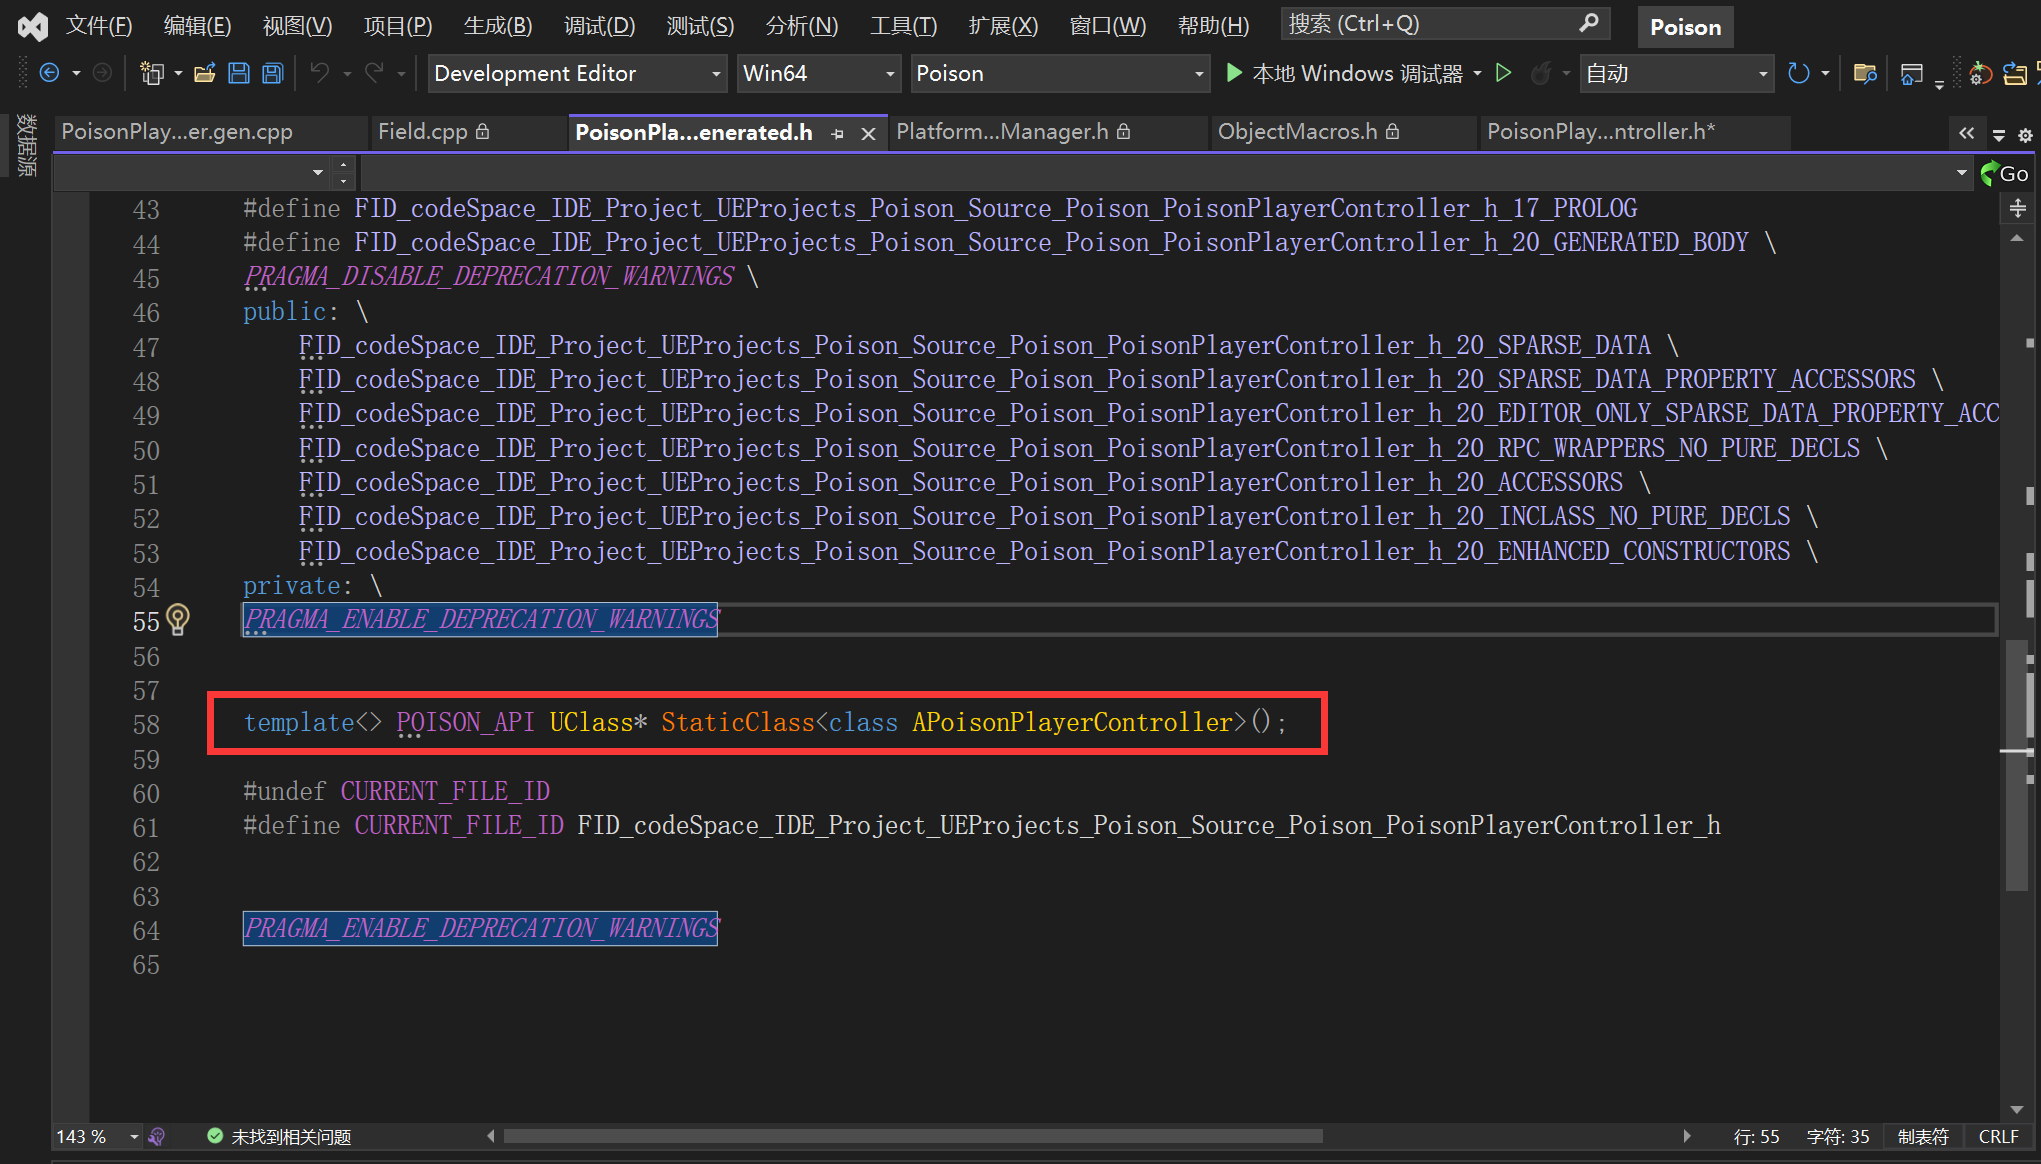 文件(F) 编辑(E) 视图(V) 项目(P) 生成(B) 调试(D) 测试(S) 分析(N) 工具(T) 扩展(X) 窗口(W) 帮助(H) 搜索 (Ctrl+Q) Poison
Development Editor Win64 Poison 本地 Windows 调试器 自动
数据源
PoisonPlay...er.gen.cpp Field.cpp PoisonPla...enerated.h Platform...Manager.h ObjectMacros.h PoisonPlay...ntroller.h*
Go
43 #define FID_codeSpace_IDE_Project_UEProjects_Poison_Source_Poison_PoisonPlayerController_h_17_PROLOG
44 #define FID_codeSpace_IDE_Project_UEProjects_Poison_Source_Poison_PoisonPlayerController_h_20_GENERATED_BODY \
45 PRAGMA_DISABLE_DEPRECATION_WARNINGS \
46 public: \
47 FID_codeSpace_IDE_Project_UEProjects_Poison_Source_Poison_PoisonPlayerController_h_20_SPARSE_DATA \
48 FID_codeSpace_IDE_Project_UEProjects_Poison_Source_Poison_PoisonPlayerController_h_20_SPARSE_DATA_PROPERTY_ACCESSORS \
49 FID_codeSpace_IDE_Project_UEProjects_Poison_Source_Poison_PoisonPlayerController_h_20_EDITOR_ONLY_SPARSE_DATA_PROPERTY_ACC
50 FID_codeSpace_IDE_Project_UEProjects_Poison_Source_Poison_PoisonPlayerController_h_20_RPC_WRAPPERS_NO_PURE_DECLS \
51 FID_codeSpace_IDE_Project_UEProjects_Poison_Source_Poison_PoisonPlayerController_h_20_ACCESSORS \
52 FID_codeSpace_IDE_Project_UEProjects_Poison_Source_Poison_PoisonPlayerController_h_20_INCLASS_NO_PURE_DECLS \
53 FID_codeSpace_IDE_Project_UEProjects_Poison_Source_Poison_PoisonPlayerController_h_20_ENHANCED_CONSTRUCTORS \
54 private: \
55 PRAGMA_ENABLE_DEPRECATION_WARNINGS
56
57
58 template<> POISON_API UClass* StaticClass<class APoisonPlayerController>();
59
60 #undef CURRENT_FILE_ID
61 #define CURRENT_FILE_ID FID_codeSpace_IDE_Project_UEProjects_Poison_Source_Poison_PoisonPlayerController_h
62
63
64 PRAGMA_ENABLE_DEPRECATION_WARNINGS
65
143 % 未找到相关问题 行: 55 字符: 35 制表符 CRLF